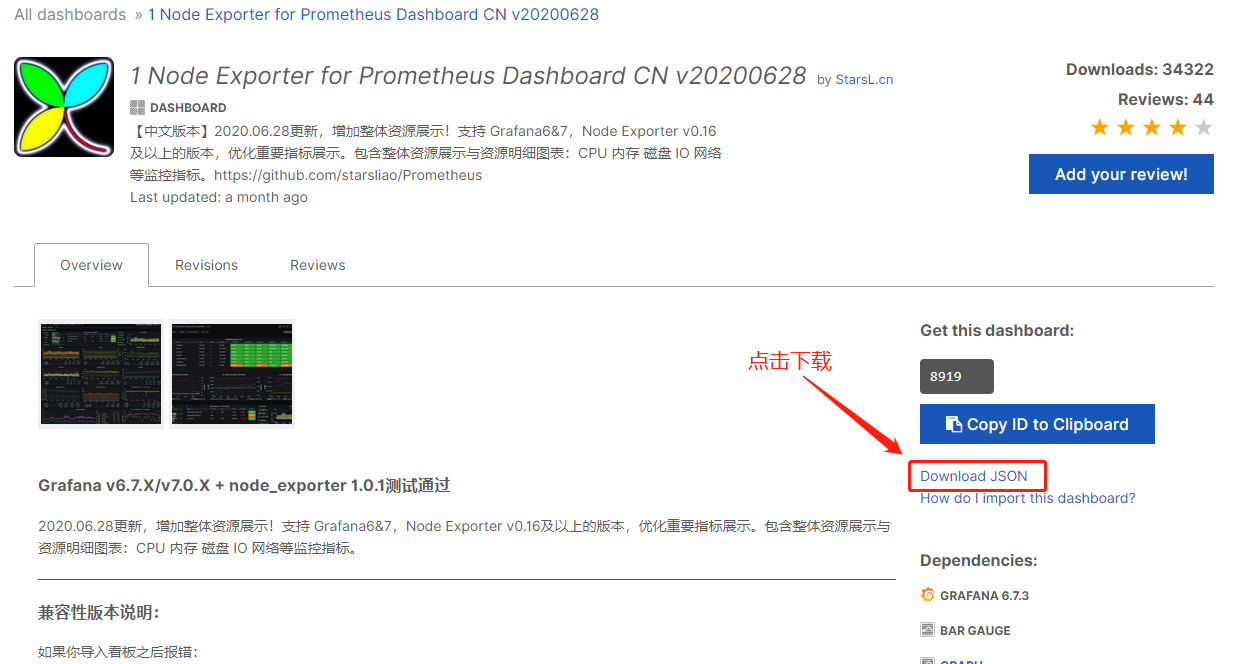 All dashboards » 1 Node Exporter for Prometheus Dashboard CN v20200628
1 Node Exporter for Prometheus Dashboard CN v20200628 by StarsL.cn
DASHBOARD
【中文版本】2020.06.28更新，增加整体资源展示！支持 Grafana6&7，Node Exporter v0.16
及以上的版本，优化重要指标展示。包含整体资源展示与资源明细图表：CPU 内存 磁盘 IO 网络
等监控指标。https://github.com/starsliao/Prometheus
Last updated: a month ago
Downloads: 34322
Reviews: 44
Add your review!
Overview
Revisions
Reviews
Get this dashboard:
点击下载
8919
Copy ID to Clipboard
Download JSON
How do I import this dashboard?
Grafana v6.7.X/v7.0.X + node_exporter 1.0.1测试通过
2020.06.28更新，增加整体资源展示！支持 Grafana6&7，Node Exporter v0.16及以上的版本，优化重要指标展示。包含整体资源展示与
资源明细图表：CPU 内存 磁盘 IO 网络等监控指标。
Dependencies:
GRAFANA 6.7.3
兼容性版本说明：
BAR GAUGE
如果你导入看板之后报错：
GRAPH